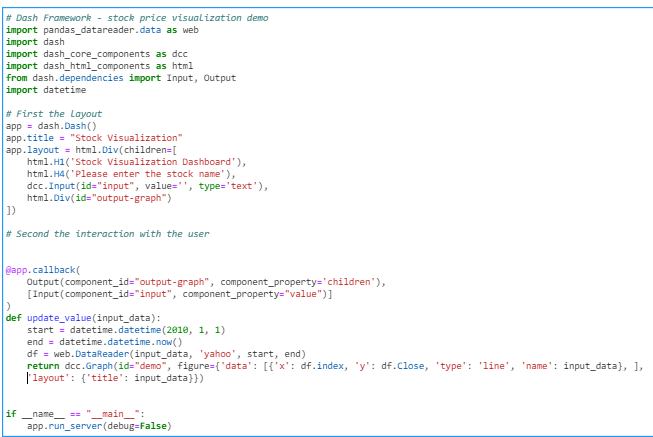 # Dash Framework - stock price visualization demo
import pandas_datareader.data as web
import dash
import dash_core_components as dcc
import dash_html_components as html
from dash.dependencies import Input, Output
import datetime

# First the Layout
app = dash.Dash()
app.title = "Stock Visualization"
app.layout = html.Div(children=[
    html.H1('Stock Visualization Dashboard'),
    html.H4('Please enter the stock name'),
    dcc.Input(id="input", value='', type='text'),
    html.Div(id="output-graph")
])

# Second the interaction with the user


@app.callback(
    Output(component_id="output-graph", component_property='children'),
    [Input(component_id="input", component_property="value")]
)
def update_value(input_data):
    start = datetime.datetime(2010, 1, 1)
    end = datetime.datetime.now()
    df = web.DataReader(input_data, 'yahoo', start, end)
    return dcc.Graph(id="demo", figure={'data': [{'x': df.index, 'y': df.Close, 'type': 'line', 'name': input_data}, ],
    'layout': {'title': input_data}})


if __name__ == "__main__":
    app.run_server(debug=False)